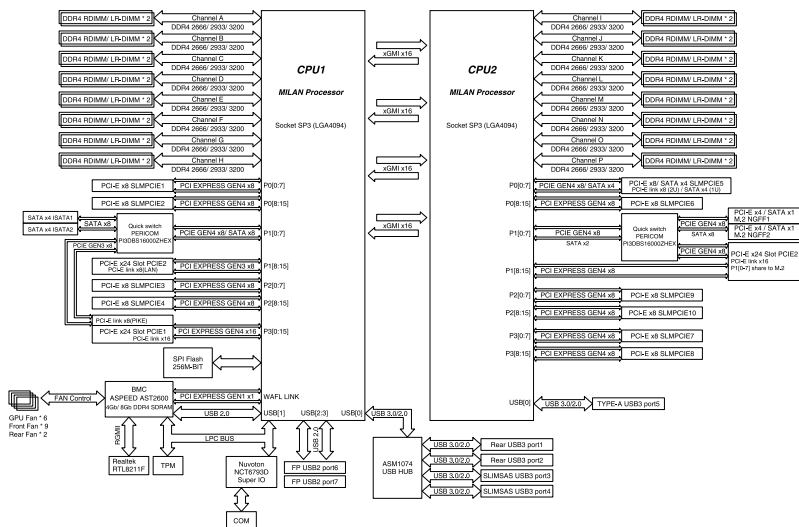 DDR4 RDIMM/ LR-DIMM * 2
Channel A
DDR4 2666/ 2933/ 3200
DDR4 RDIMM/ LR-DIMM * 2
Channel B
DDR4 2666/ 2933/ 3200
DDR4 RDIMM/ LR-DIMM * 2
Channel C
DDR4 2666/ 2933/ 3200
DDR4 RDIMM/ LR-DIMM * 2
Channel D
DDR4 2666/ 2933/ 3200
DDR4 RDIMM/ LR-DIMM * 2
Channel E
DDR4 2666/ 2933/ 3200
DDR4 RDIMM/ LR-DIMM * 2
Channel F
DDR4 2666/ 2933/ 3200
DDR4 RDIMM/ LR-DIMM * 2
Channel G
DDR4 2666/ 2933/ 3200
DDR4 RDIMM/ LR-DIMM * 2
Channel H
DDR4 2666/ 2933/ 3200
CPU1
MILAN Processor
Socket SP3 (LGA4094)
xGMI x16
xGMI x16
xGMI x16
xGMI x16
CPU2
MILAN Processor
Socket SP3 (LGA4094)
Channel I
DDR4 RDIMM/ LR-DIMM * 2
DDR4 2666/ 2933/ 3200
Channel J
DDR4 RDIMM/ LR-DIMM * 2
DDR4 2666/ 2933/ 3200
Channel K
DDR4 RDIMM/ LR-DIMM * 2
DDR4 2666/ 2933/ 3200
Channel L
DDR4 RDIMM/ LR-DIMM * 2
DDR4 2666/ 2933/ 3200
Channel M
DDR4 RDIMM/ LR-DIMM * 2
DDR4 2666/ 2933/ 3200
Channel N
DDR4 RDIMM/ LR-DIMM * 2
DDR4 2666/ 2933/ 3200
Channel O
DDR4 RDIMM/ LR-DIMM * 2
DDR4 2666/ 2933/ 3200
Channel P
DDR4 RDIMM/ LR-DIMM * 2
DDR4 2666/ 2933/ 3200
PCI-E x8 SLMPCIE1
PCI EXPRESS GEN4 x8
P0[0:7]
PCI-E x8 SLMPCIE2
PCI EXPRESS GEN4 x8
P0[8:15]
SATA x4 ISATA1
SATA x4 ISATA2
SATA x8
Quick switch
PERICOM
PI3DBS16000ZHEX
PCIE GEN4 x8/ SATA x8
P1[0:7]
PCIE GEN3 x8
PCI-E x24 Slot PCIE2
PCI-E link x8(LAN)
PCI EXPRESS GEN3 x8
P1[8:15]
PCI-E x8 SLMPCIE3
PCI EXPRESS GEN4 x8
P2[0:7]
PCI-E x8 SLMPCIE4
PCI EXPRESS GEN4 x8
P2[8:15]
PCI-E link x8(PIKE)
PCI-E x24 Slot PCIE1
PCI-E link x16
PCI EXPRESS GEN4 x16
P3[0:15]
SPI Flash
256M-BIT
GPU Fan * 6
Front Fan * 9
Rear Fan * 2
FAN Control
BMC
ASPEED AST2600
4Gb/ 8Gb DDR4 SDRAM
PCI EXPRESS GEN1 x1
WAFL LINK
USB 2.0
USB[1]
USB[2:3]
USB[0]
RGMII
LPC BUS
Realtek
RTL8211F
TPM
Nuvoton
NCT6793D
Super IO
COM
USB 2.0
FP USB2 port6
FP USB2 port7
USB 3.0/2.0
ASM1074
USB HUB
USB 3.0/2.0
Rear USB3 port1
USB 3.0/2.0
Rear USB3 port2
USB 3.0/2.0
SLIMSAS USB3 port3
USB 3.0/2.0
SLIMSAS USB3 port4
P0[0:7]
PCIE GEN4 x8/ SATA x4
PCI-E x8/ SATA x4 SLMPCIE5
PCI-E link x8 (2U) / SATA x4 (1U)
P0[8:15]
PCI EXPRESS GEN4 x8
PCI-E x8 SLMPCIE6
P1[0:7]
PCIE GEN4 x8
SATA x2
Quick switch
PERICOM
PI3DBS16000ZHEX
PCIE GEN4 x8
SATA x8
PCIE GEN4 x8
PCI-E x4 / SATA x1
M.2 NGFF1
PCI-E x4 / SATA x1
M.2 NGFF2
PCI-E x24 Slot PCIE2
PCI-E link x16
P1[0-7] share to M.2
P1[8:15]
PCI EXPRESS GEN4 x8
P2[0:7]
PCI EXPRESS GEN4 x8
PCI-E x8 SLMPCIE9
P2[8:15]
PCI EXPRESS GEN4 x8
PCI-E x8 SLMPCIE10
P3[0:7]
PCI EXPRESS GEN4 x8
PCI-E x8 SLMPCIE7
P3[8:15]
PCI EXPRESS GEN4 x8
PCI-E x8 SLMPCIE8
USB[0]
USB 3.0/2.0
TYPE-A USB3 port5